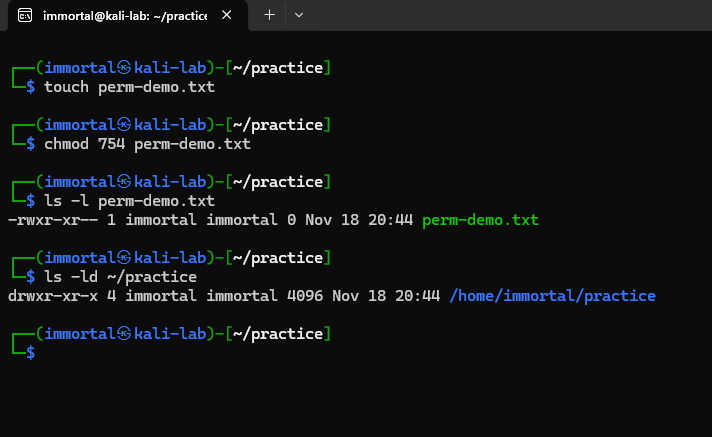 immortal@kali-lab: ~/practice
┌──(immortal㉿kali-lab)-[~/practice]
└─$ touch perm-demo.txt
┌──(immortal㉿kali-lab)-[~/practice]
└─$ chmod 754 perm-demo.txt
┌──(immortal㉿kali-lab)-[~/practice]
└─$ ls -l perm-demo.txt
-rwxr-xr-- 1 immortal immortal 0 Nov 18 20:44 perm-demo.txt
┌──(immortal㉿kali-lab)-[~/practice]
└─$ ls -ld ~/practice
drwxr-xr-x 4 immortal immortal 4096 Nov 18 20:44 /home/immortal/practice
┌──(immortal㉿kali-lab)-[~/practice]
└─$